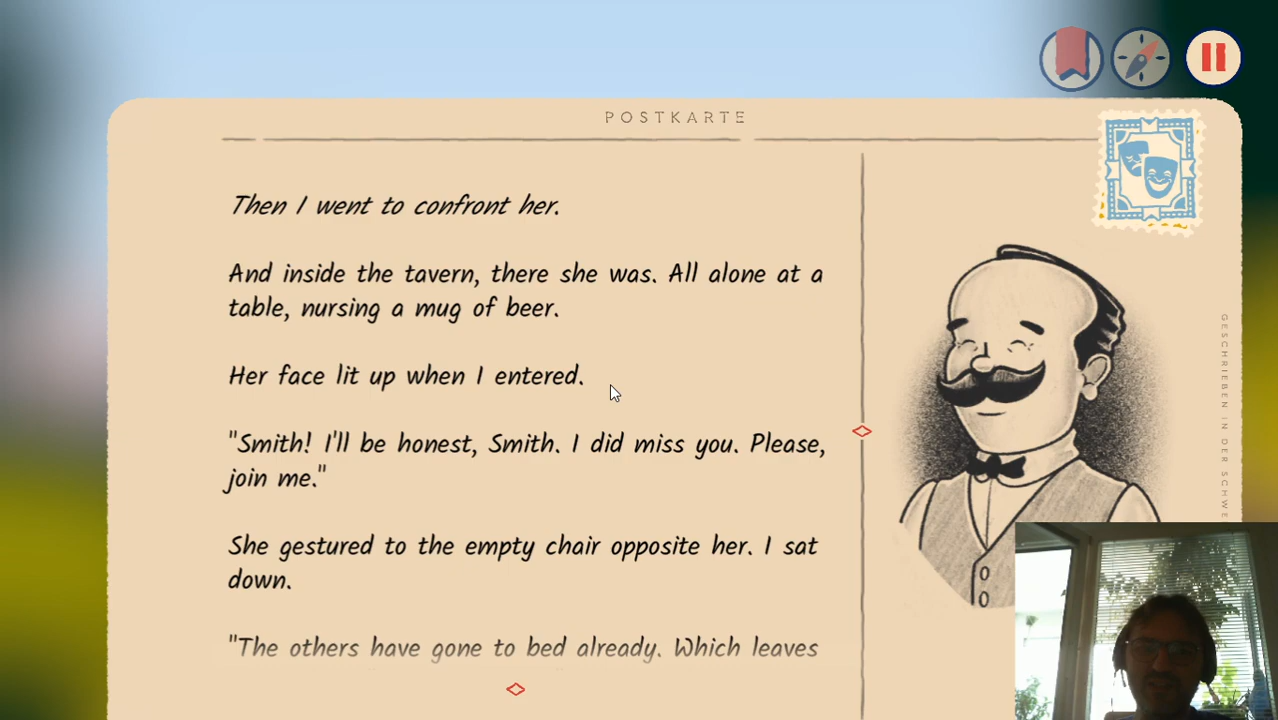 POSTKARTE
Then I went to confront her.
And inside the tavern, there she was. All alone at a
table, nursing a mug of beer.
Her face lit up when I entered.
"Smith! I'll be honest, Smith. I did miss you. Please,
join me."
She gestured to the empty chair opposite her. I sat
down.
"The others have gone to bed already. Which leaves
GESCHRIEBEN IN DER SCHWE